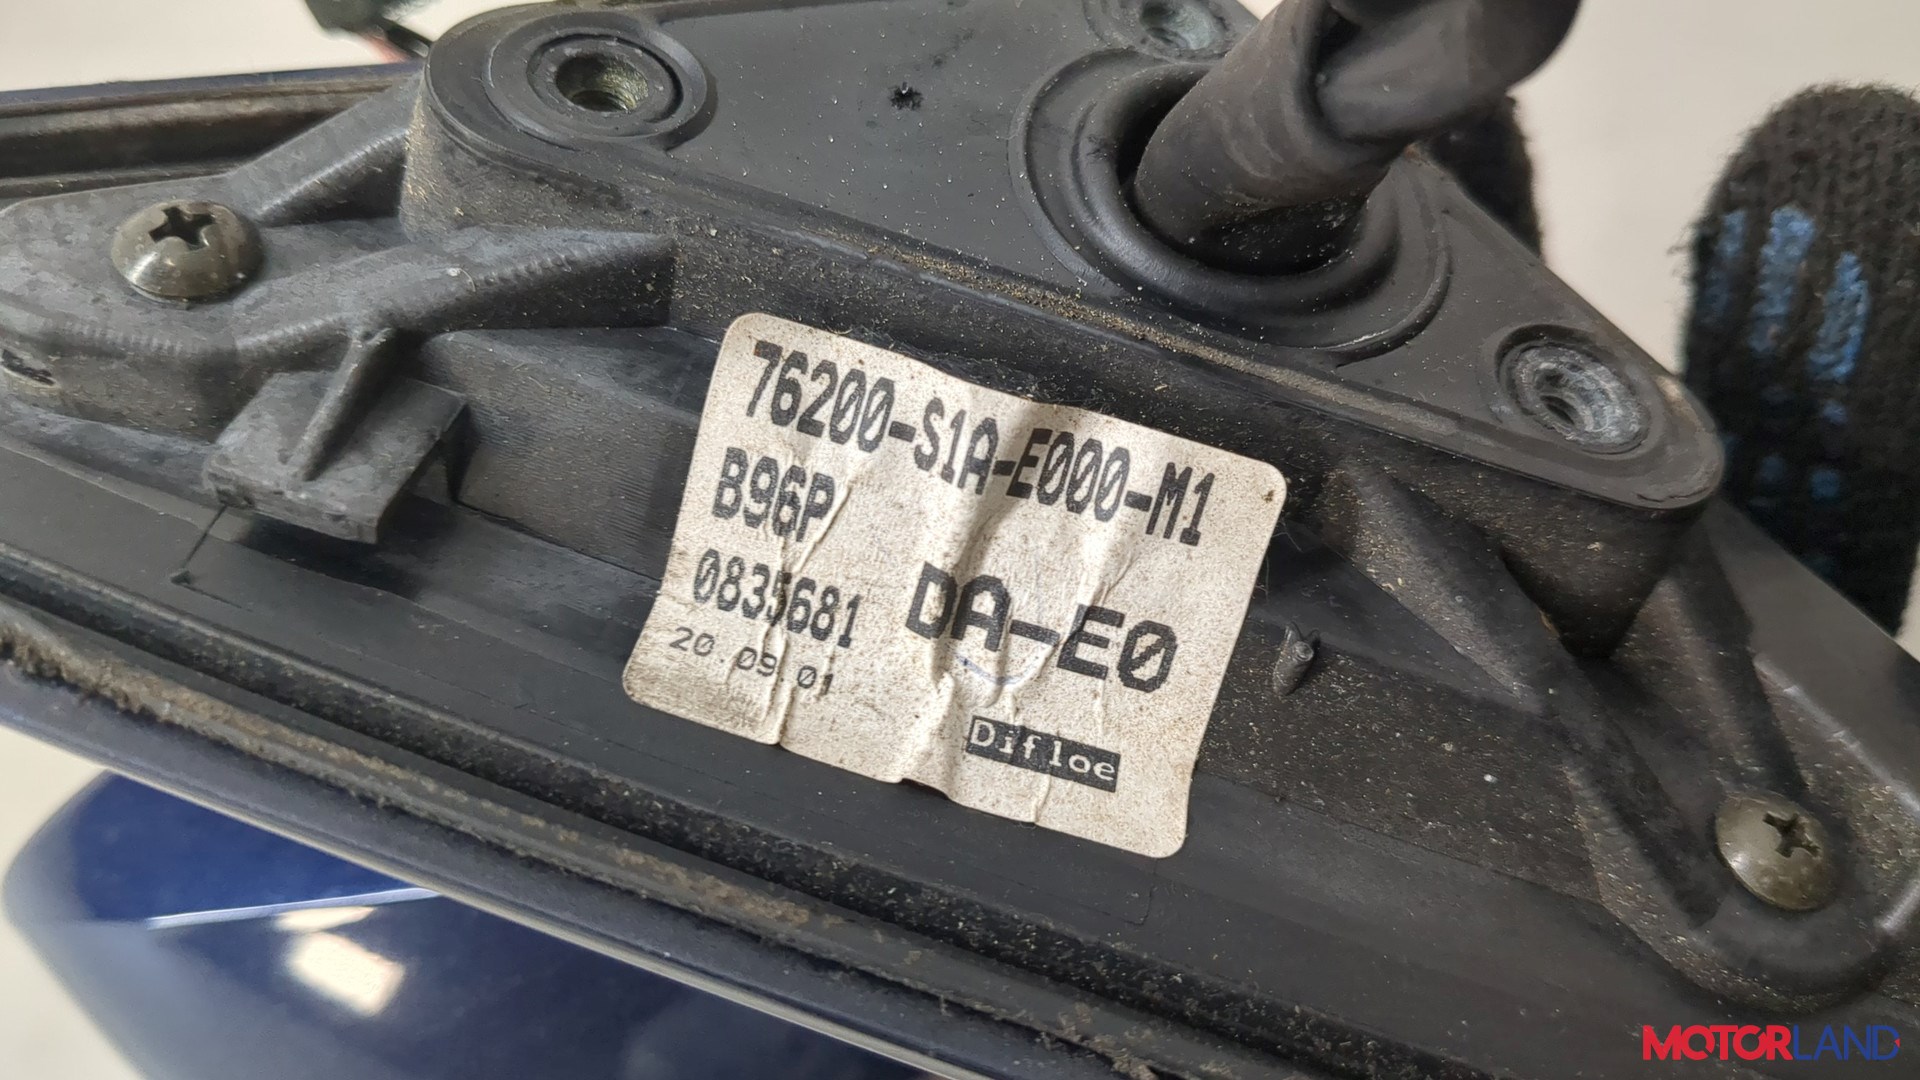 76200-S1A-E000-M1
B96P
0835681 DA-E0
20.09.01
Difloe
MOTORLAND